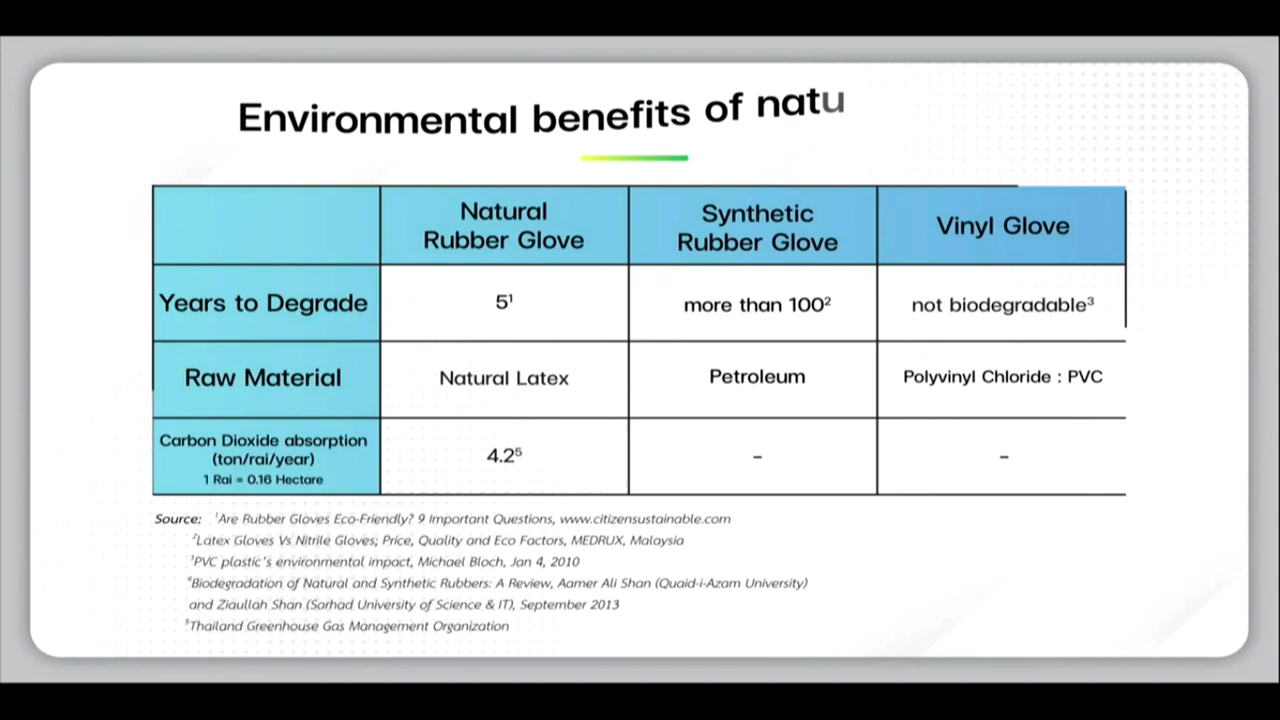 Environmental benefits of natu
Natural
Rubber Glove
Synthetic
Rubber Glove
Vinyl Glove
Years to Degrade
5¹
more than 100²
not biodegradable³
Raw Material
Natural Latex
Petroleum
Polyvinyl Chloride : PVC
Carbon Dioxide absorption
(ton/rai/year)
1 Rai = 0.16 Hectare
4.2⁵
–
–
Source: ¹Are Rubber Gloves Eco-Friendly? 9 Important Questions, www.citizensustainable.com
²Latex Gloves Vs Nitrile Gloves; Price, Quality and Eco Factors, MEDRUX, Malaysia
³PVC plastic's environmental impact, Michael Bloch, Jan 4, 2010
⁴Biodegradation of Natural and Synthetic Rubbers: A Review, Aamer Ali Shan (Quaid-i-Azam University)
and Ziaullah Shan (Sarhad University of Science & IT), September 2013
⁵Thailand Greenhouse Gas Management Organization